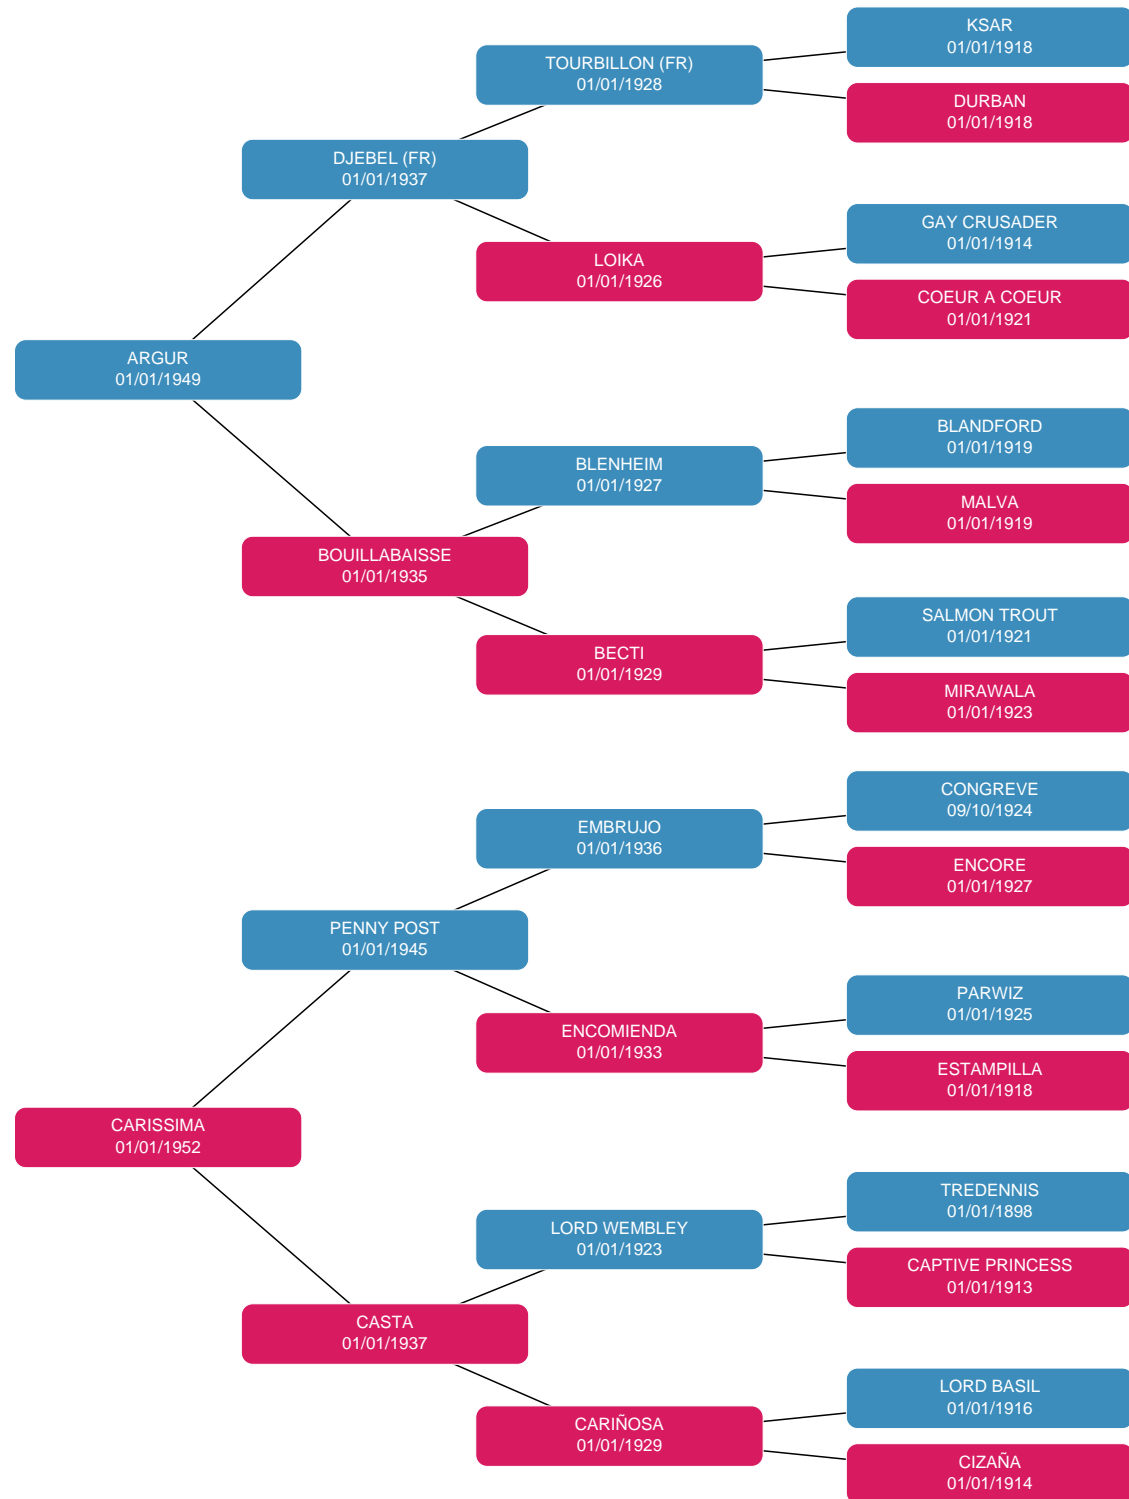 KSAR
01/01/1918
TOURBILLON (FR)
01/01/1928
DURBAN
01/01/1918
DJEBEL (FR)
01/01/1937
GAY CRUSADER
01/01/1914
LOIKA
01/01/1926
COEUR A COEUR
01/01/1921
ARGUR
01/01/1949
BLANDFORD
01/01/1919
BLENHEIM
01/01/1927
MALVA
01/01/1919
BOUILLABAISSE
01/01/1935
SALMON TROUT
01/01/1921
BECTI
01/01/1929
MIRAWALA
01/01/1923
CONGREVE
09/10/1924
EMBRUJO
01/01/1936
ENCORE
01/01/1927
PENNY POST
01/01/1945
PARWIZ
01/01/1925
ENCOMIENDA
01/01/1933
ESTAMPILLA
01/01/1918
CARISSIMA
01/01/1952
TREDENNIS
01/01/1898
LORD WEMBLEY
01/01/1923
CAPTIVE PRINCESS
01/01/1913
CASTA
01/01/1937
LORD BASIL
01/01/1916
CARIÑOSA
01/01/1929
CIZAÑA
01/01/1914